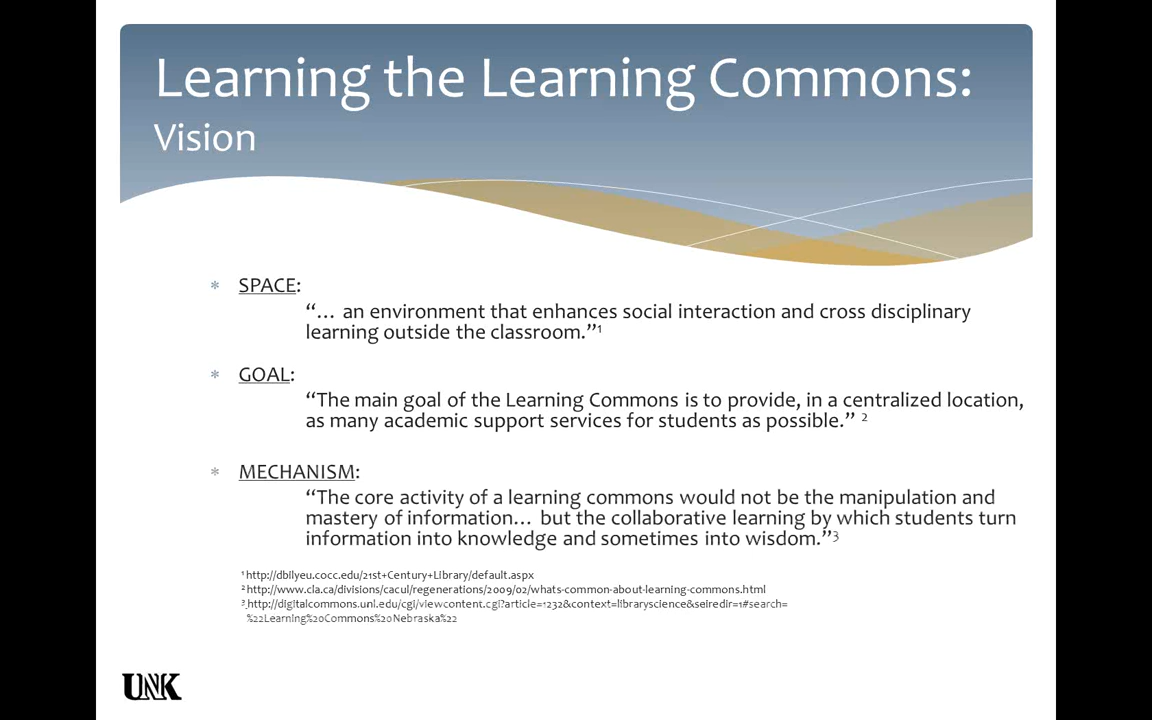 Learning the Learning Commons:
Vision
* SPACE:
“… an environment that enhances social interaction and cross disciplinary
learning outside the classroom.”1
* GOAL:
“The main goal of the Learning Commons is to provide, in a centralized location,
as many academic support services for students as possible.” 2
* MECHANISM:
“The core activity of a learning commons would not be the manipulation and
mastery of information… but the collaborative learning by which students turn
information into knowledge and sometimes into wisdom.”3
1 http://dbilyeu.cocc.edu/21st+Century+Library/default.aspx
2 http://www.cla.ca/divisions/cacul/regenerations/2009/02/whats-common-about-learning-commons.html
3 http://digitalcommons.unl.edu/cgi/viewcontent.cgi?article=1232&context=libraryscience&seiredir=1#search=
%22Learning%20Commons%20Nebraska%22
UNK